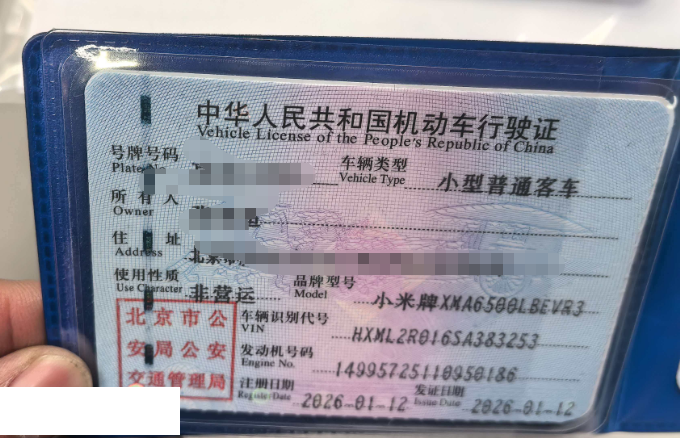 中华人民共和国机动车行驶证
Vehicle License of the People's Republic of China
号牌号码 车辆类型 小型普通客车
Plate No. Vehicle Type
所有人
Owner
住址 北京市
Address
使用性质 非营运 品牌型号 小米牌XMA6500LBEVR3
Use Character Model
北京市公 车辆识别代号 HXML2R016SA383253
VIN
安局公安 发动机号码 14995725110950186
Engine No.
交通管理局 注册日期 2026-01-12 发证日期 2026-01-12
Register Date Issue Date